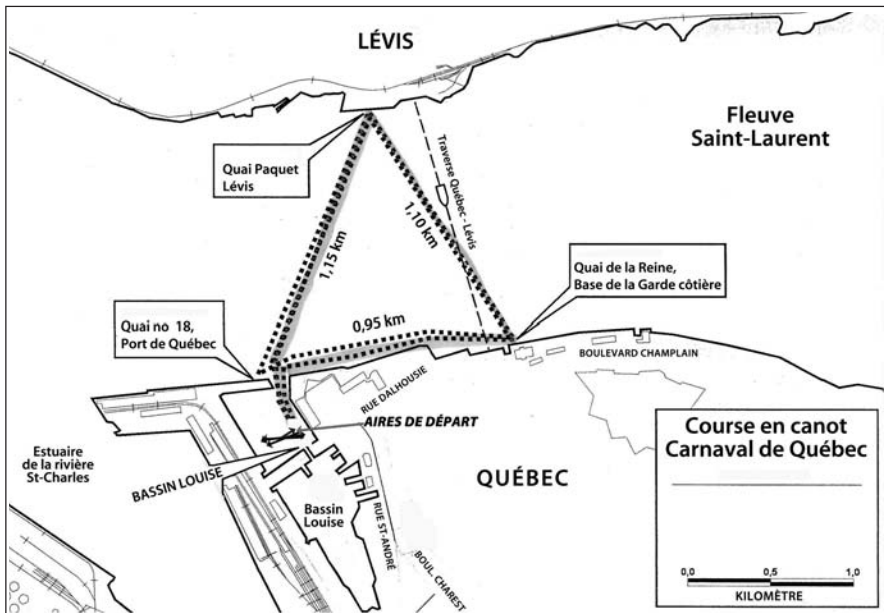 LÉVIS
Fleuve
Saint-Laurent
Quai Paquet
Lévis
Traverse Québec - Lévis
1,10 km
1,15 km
Quai de la Reine,
Base de la Garde côtière
Quai no 18,
Port de Québec
0,95 km
BOULEVARD CHAMPLAIN
RUE DALHOUSIE
AIRES DE DÉPART
Estuaire
de la rivière
St-Charles
BASSIN LOUISE
Bassin
Louise
RUE ST-ANDRÉ
BOUL. CHAREST
QUÉBEC
Course en canot
Carnaval de Québec
0,0 0,5 1,0
KILOMÈTRE